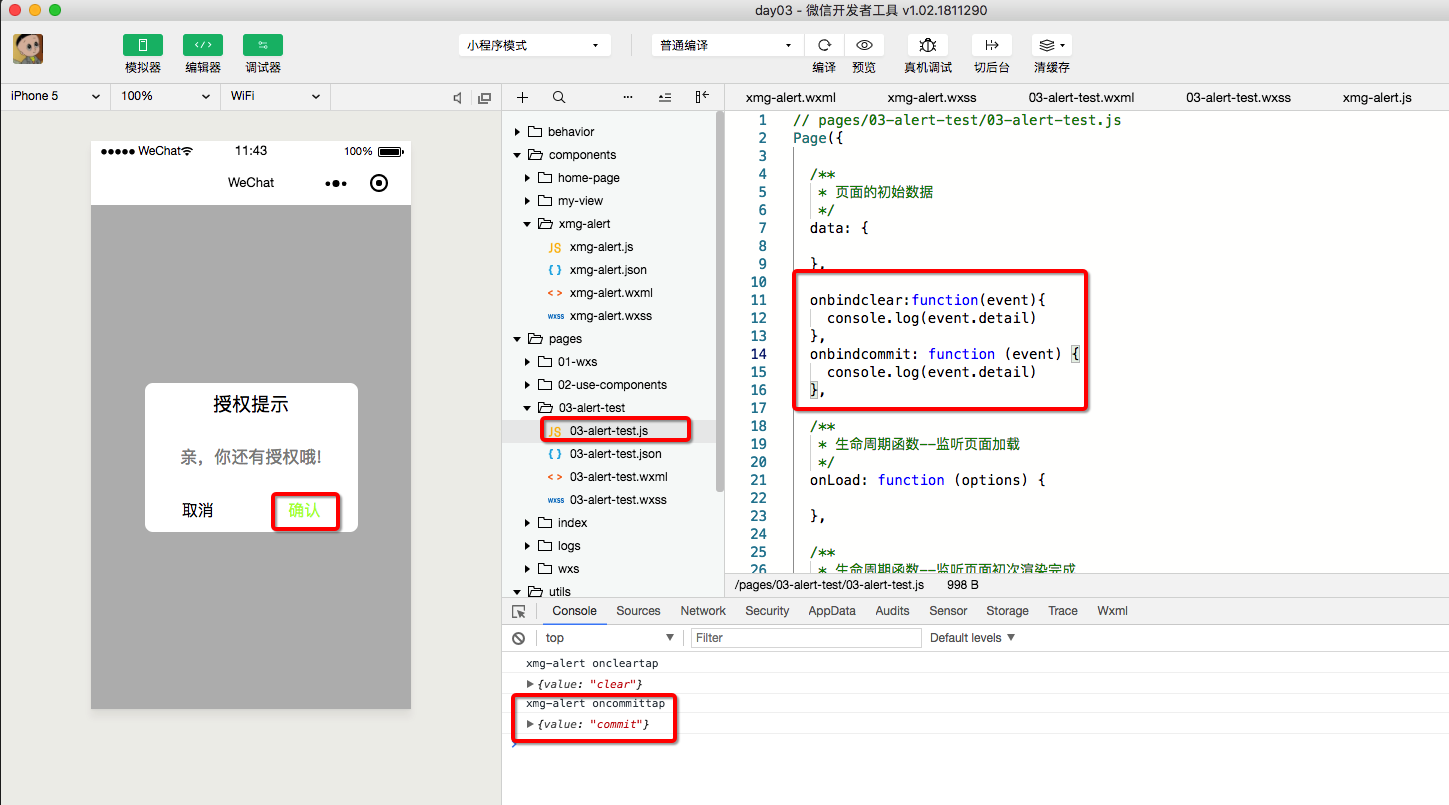 day03 - 微信开发者工具 v1.02.1811290
模拟器
编辑器
调试器
小程序模式
普通编译
编译
预览
真机调试
切后台
清缓存
iPhone 5
100%
WiFi
WeChat
11:43
100%
WeChat
授权提示
亲，你还有授权哦!
取消
确认
behavior
components
home-page
my-view
xmg-alert
JS xmg-alert.js
{ } xmg-alert.json
< > xmg-alert.wxml
wxss xmg-alert.wxss
pages
01-wxs
02-use-components
03-alert-test
JS 03-alert-test.js
{ } 03-alert-test.json
< > 03-alert-test.wxml
wxss 03-alert-test.wxss
index
logs
wxs
utils
xmg-alert.wxml
xmg-alert.wxss
03-alert-test.wxml
03-alert-test.wxss
xmg-alert.js
1 // pages/03-alert-test/03-alert-test.js
2 Page({
3
4 /**
5 * 页面的初始数据
6 */
7 data: {
8
9 },
10
11 onbindclear:function(event){
12 console.log(event.detail)
13 },
14 onbindcommit: function (event) {
15 console.log(event.detail)
16 },
17
18 /**
19 * 生命周期函数--监听页面加载
20 */
21 onLoad: function (options) {
22
23 },
24
25 /**
26 * 生命周期函数--监听页面初次渲染完成
/pages/03-alert-test/03-alert-test.js 998 B
Console Sources Network Security AppData Audits Sensor Storage Trace Wxml
top
Filter
Default levels
xmg-alert oncleartap
{value: "clear"}
xmg-alert oncommittap
{value: "commit"}